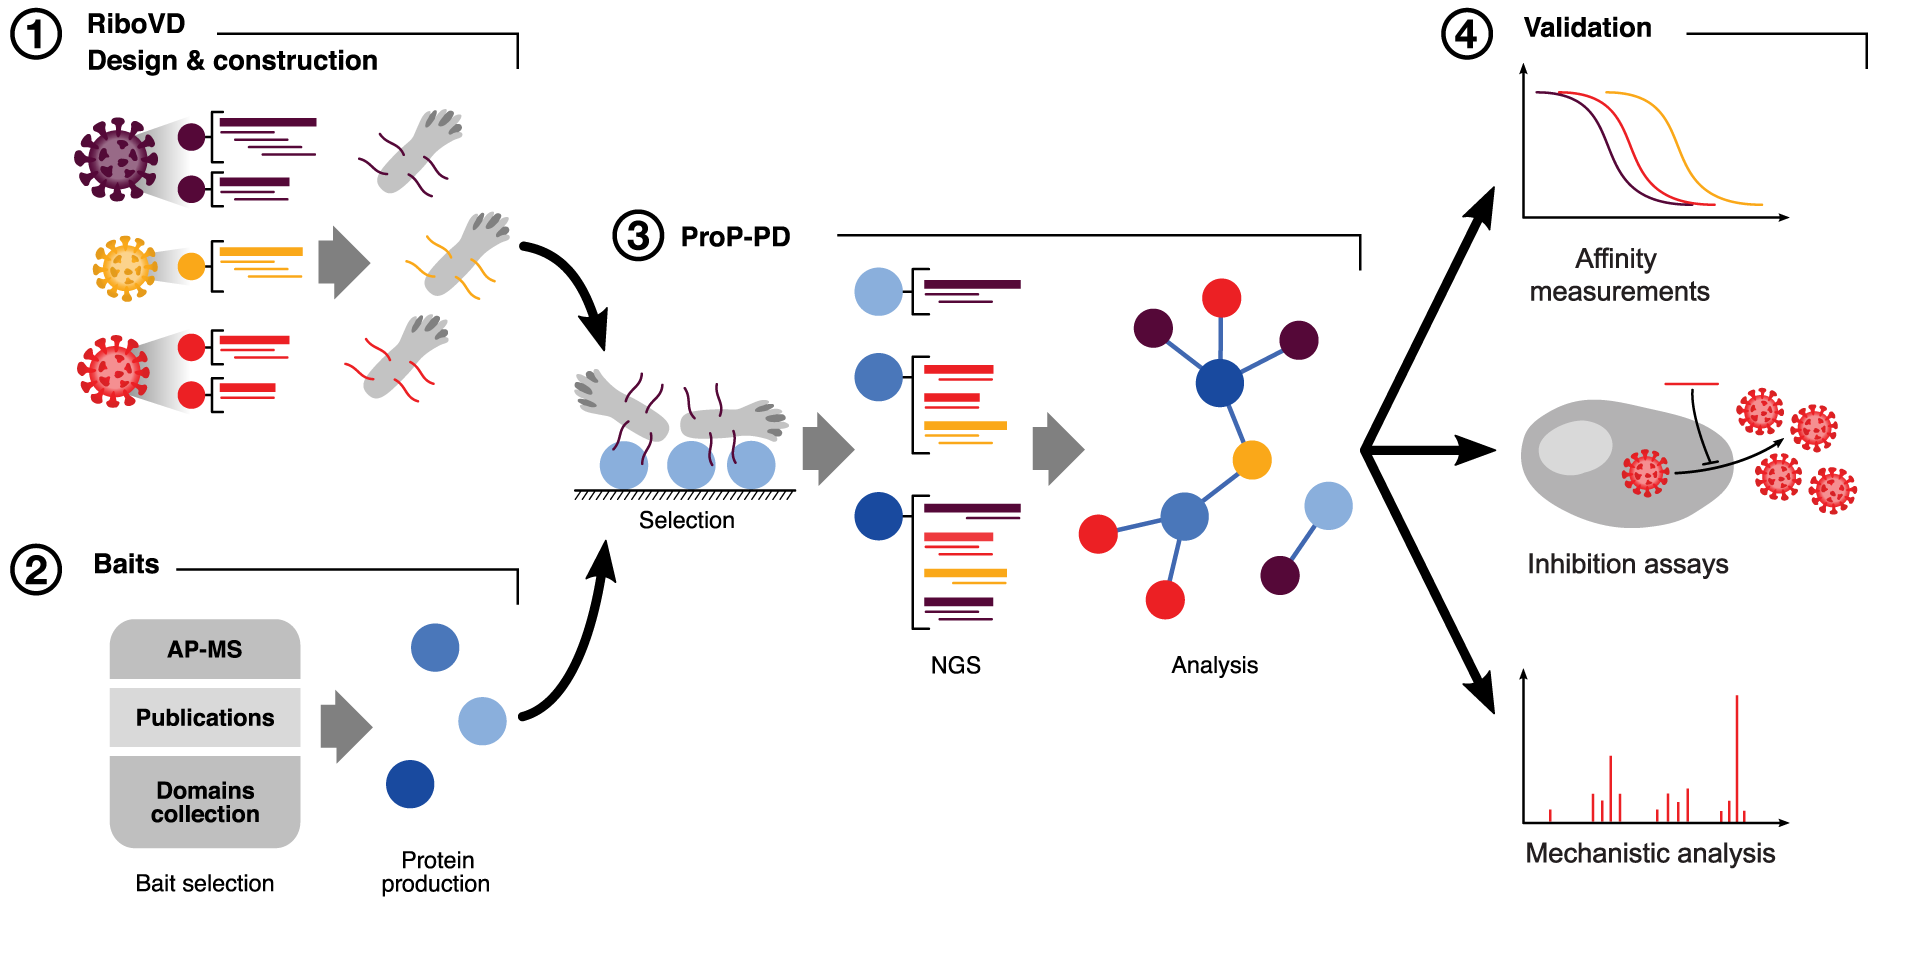 1
RiboVD
Design & construction
2
Baits
AP-MS
Publications
Domains
collection
Bait selection
Protein
production
3
ProP-PD
Selection
NGS
Analysis
4
Validation
Affinity
measurements
Inhibition assays
Mechanistic analysis